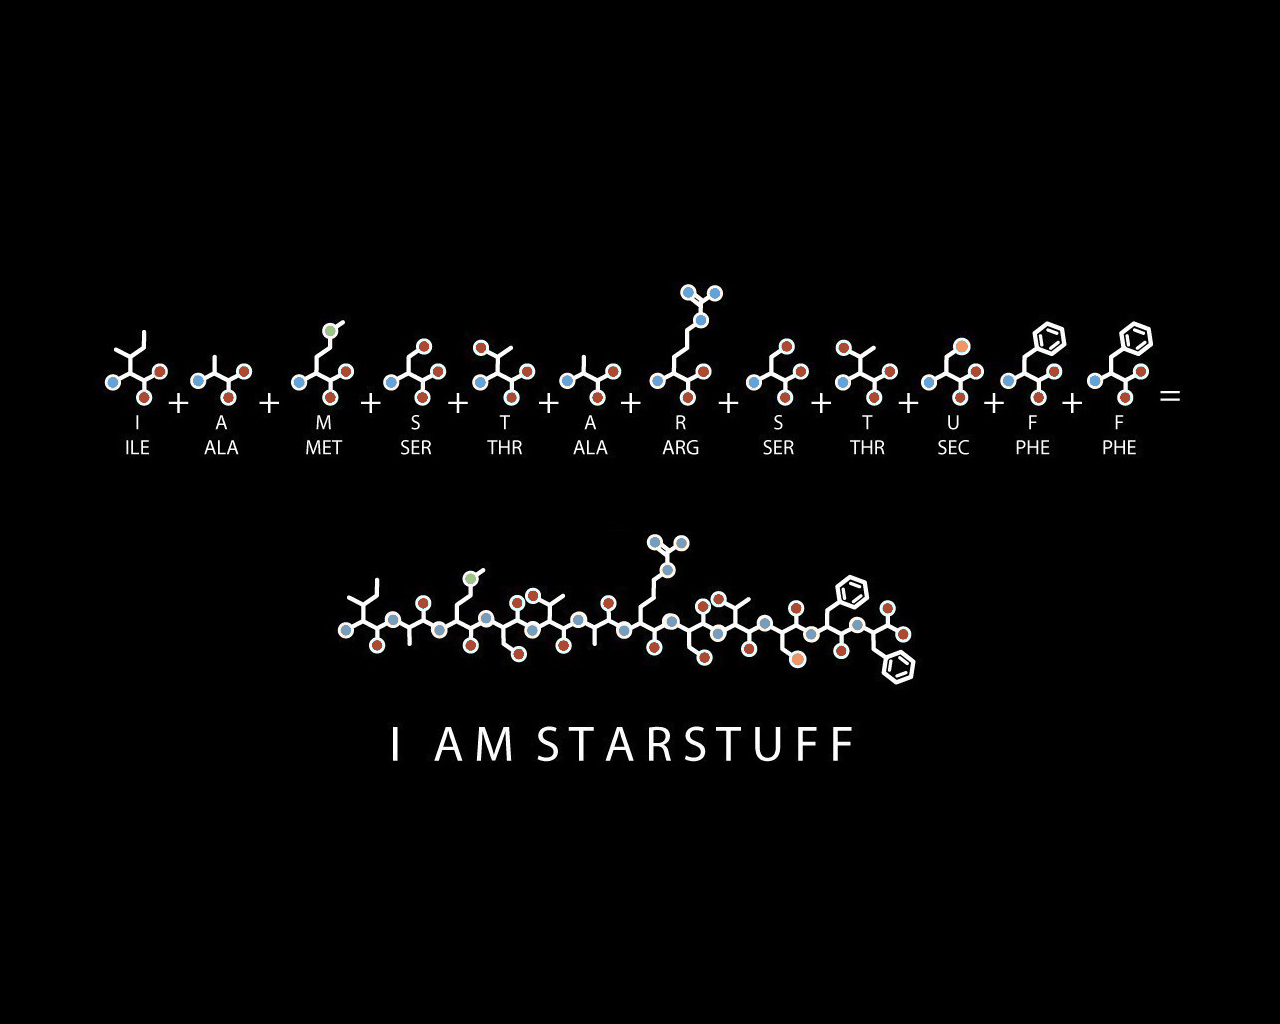 + + + + + + + + + + + =
I A M S T A R S T U F F
ILE ALA MET SER THR ALA ARG SER THR SEC PHE PHE
I AM STARSTUFF